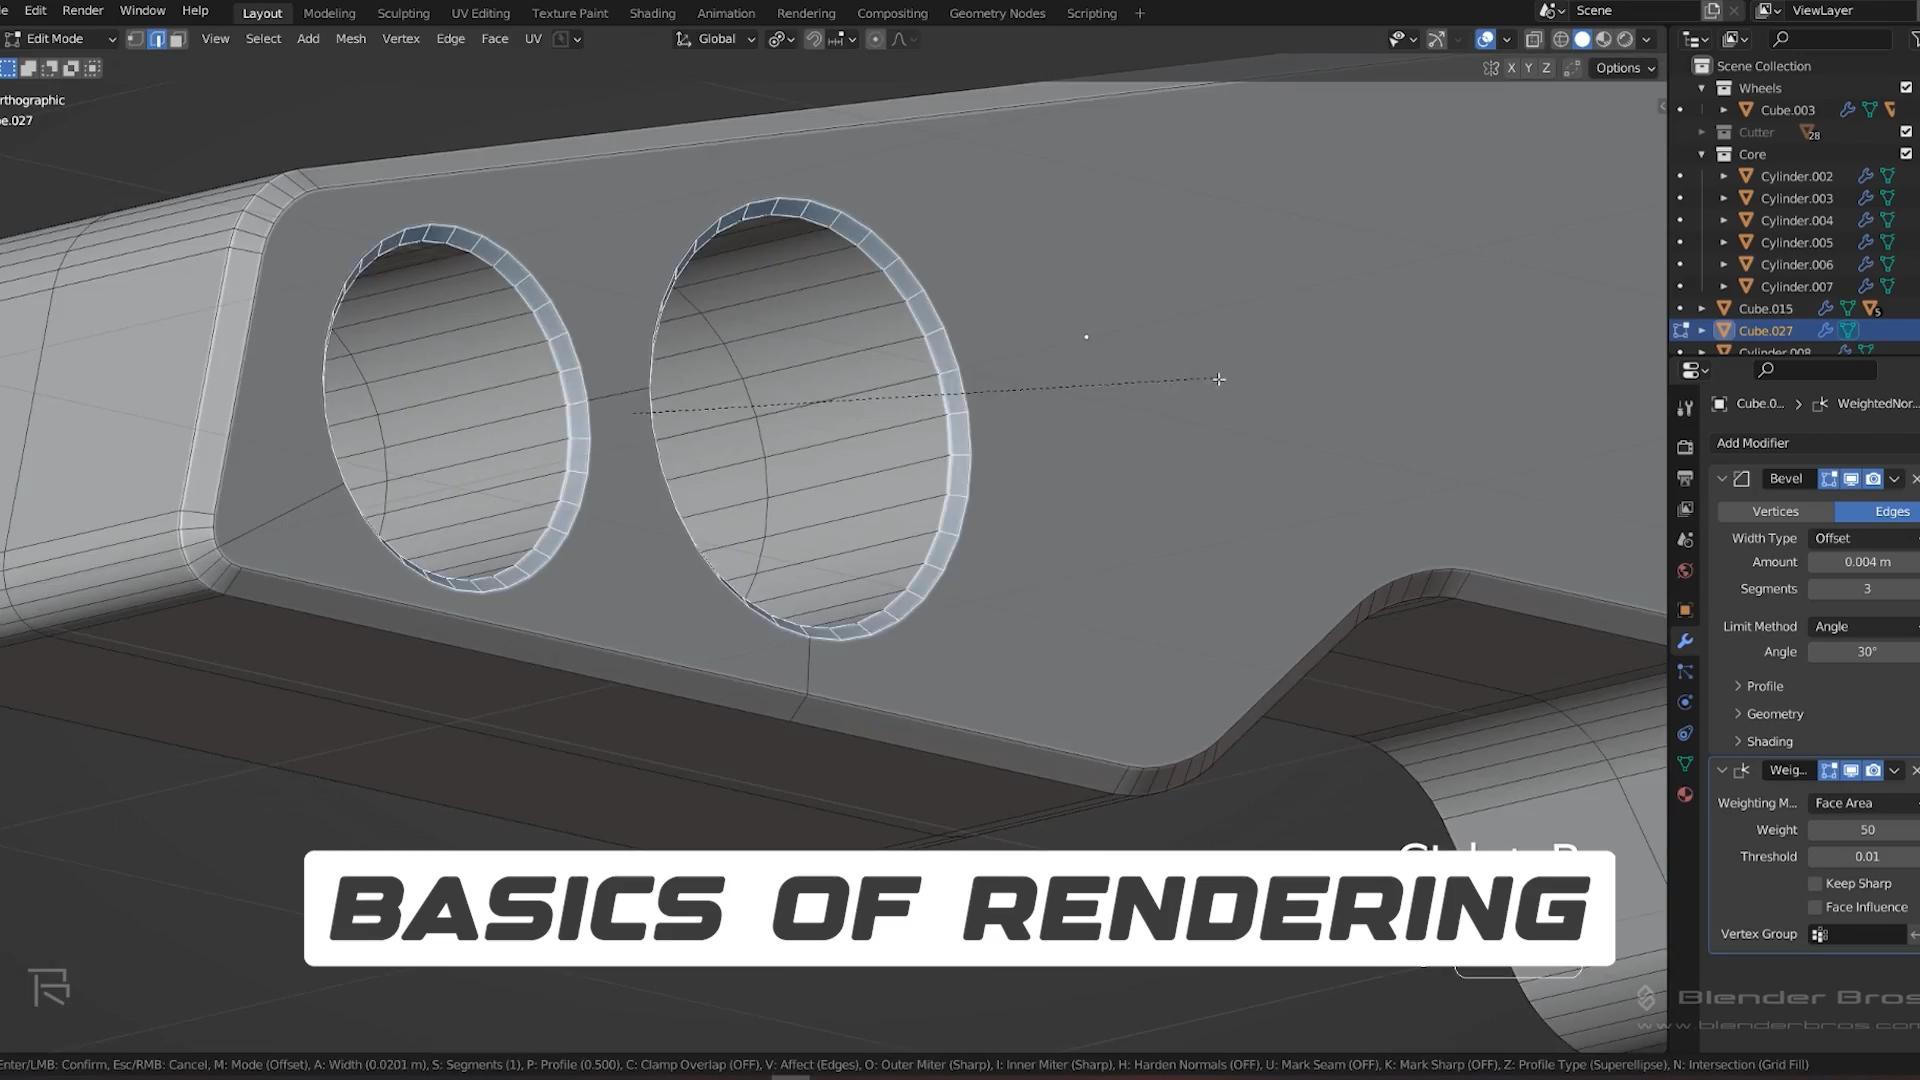 Edit Render Window Help Layout Modeling Sculpting UV Editing Texture Paint Shading Animation Rendering Compositing Geometry Nodes Scripting + Scene ViewLayer
Edit Mode View Select Add Mesh Vertex Edge Face UV Global
X Y Z Options
rthographic
e.027
Scene Collection
Wheels
Cube.003
Cutter 28
Core
Cylinder.002
Cylinder.003
Cylinder.004
Cylinder.005
Cylinder.006
Cylinder.007
Cube.015 5
Cube.027
Cylinder.008
Cube.0... > WeightedNor...
Add Modifier
Bevel
Vertices Edges
Width Type Offset
Amount 0.004 m
Segments 3
Limit Method Angle
Angle 30°
Profile
Geometry
Shading
Weig...
Weighting M... Face Area
Weight 50
Threshold 0.01
Keep Sharp
Face Influence
Vertex Group
BASICS OF RENDERING
Blender Bros
www.blenderbros.com
Enter/LMB: Confirm, Esc/RMB: Cancel, M: Mode (Offset), A: Width (0.0201 m), S: Segments (1), P: Profile (0.500), C: Clamp Overlap (OFF), V: Affect (Edges), O: Outer Miter (Sharp), I: Inner Miter (Sharp), H: Harden Normals (OFF), U: Mark Seam (OFF), K: Mark Sharp (OFF), Z: Profile Type (Superellipse), N: Intersection (Grid Fill)